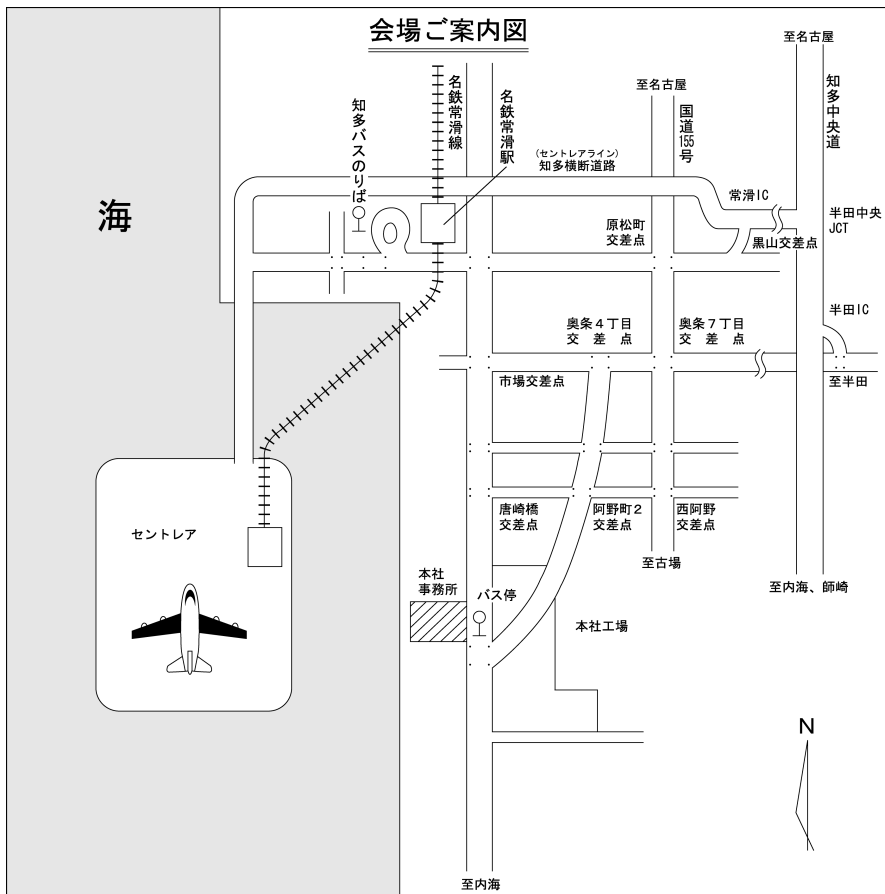 会場ご案内図
至名古屋
至名古屋
名鉄常滑線
名鉄常滑駅
国道155号
知多中央道
知多バスのりば
(セントレアライン)
知多横断道路
海
常滑IC
半田中央
JCT
原松町
交差点
黒山交差点
半田IC
奥条4丁目
交差点
奥条7丁目
交差点
市場交差点
至半田
唐崎橋
交差点
阿野町2
交差点
西阿野
交差点
セントレア
至古場
本社
事務所
バス停
至内海、師崎
本社工場
N
至内海